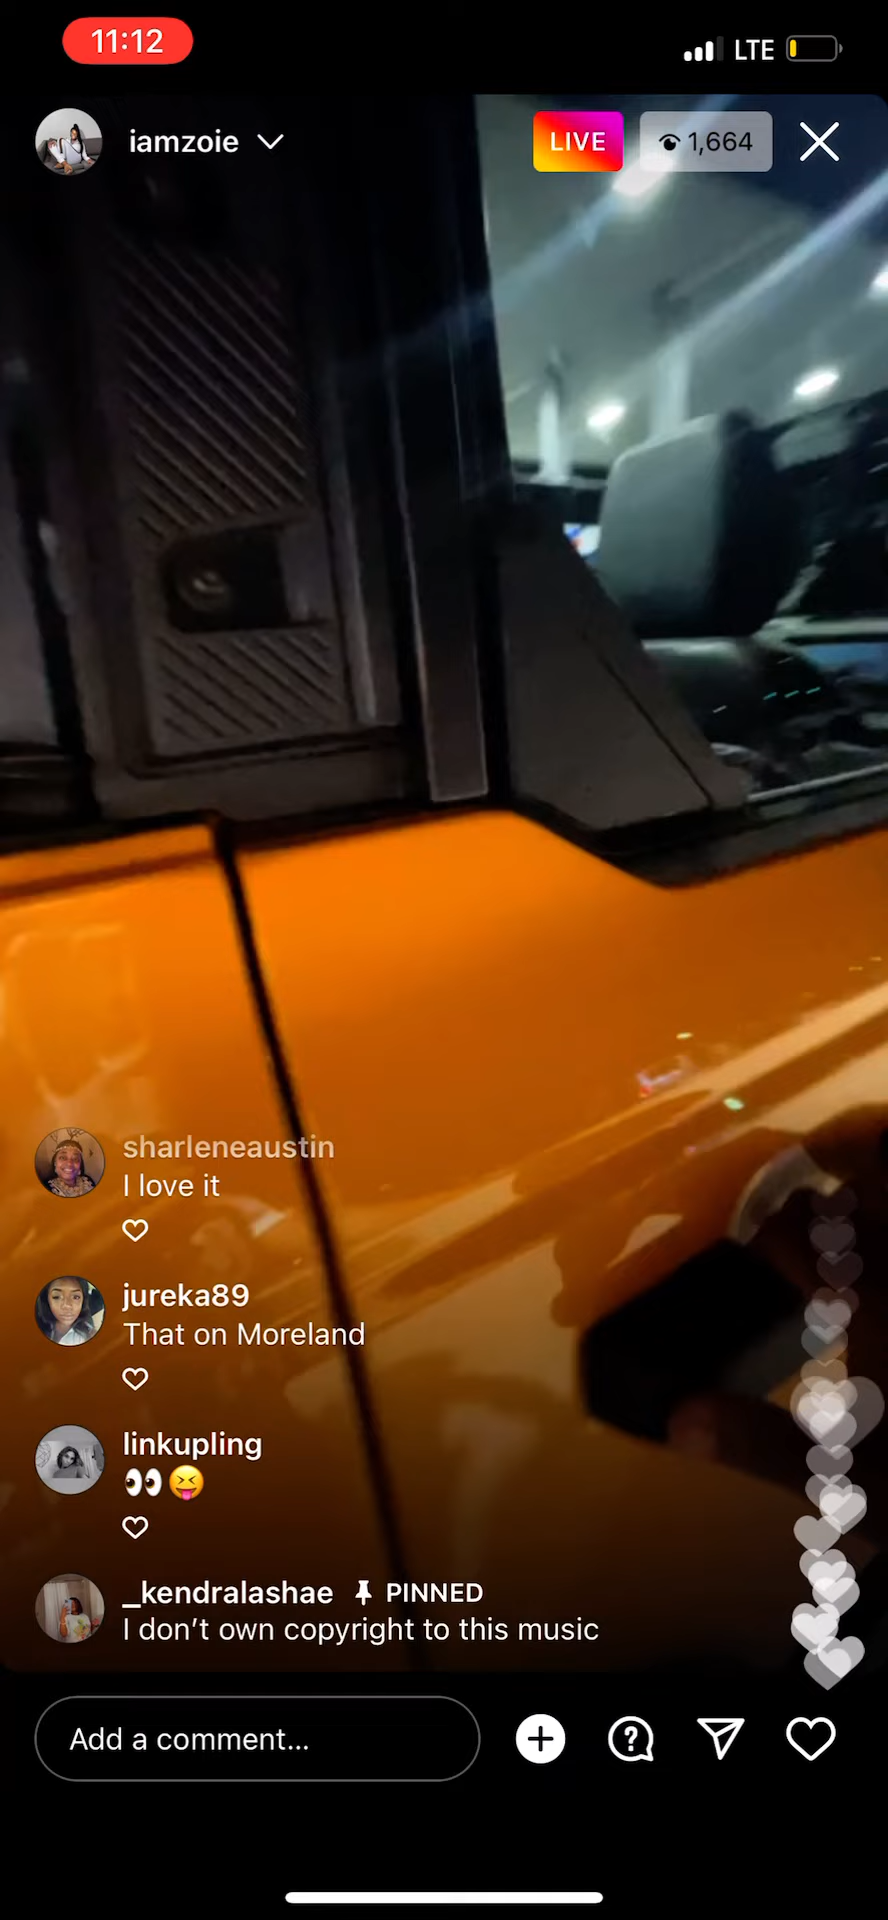 11:12
LTE
iamzoie
LIVE
1,664
sharleneaustin
I love it
jureka89
That on Moreland
linkupling
👀😝
_kendralashae PINNED
I don’t own copyright to this music
Add a comment...